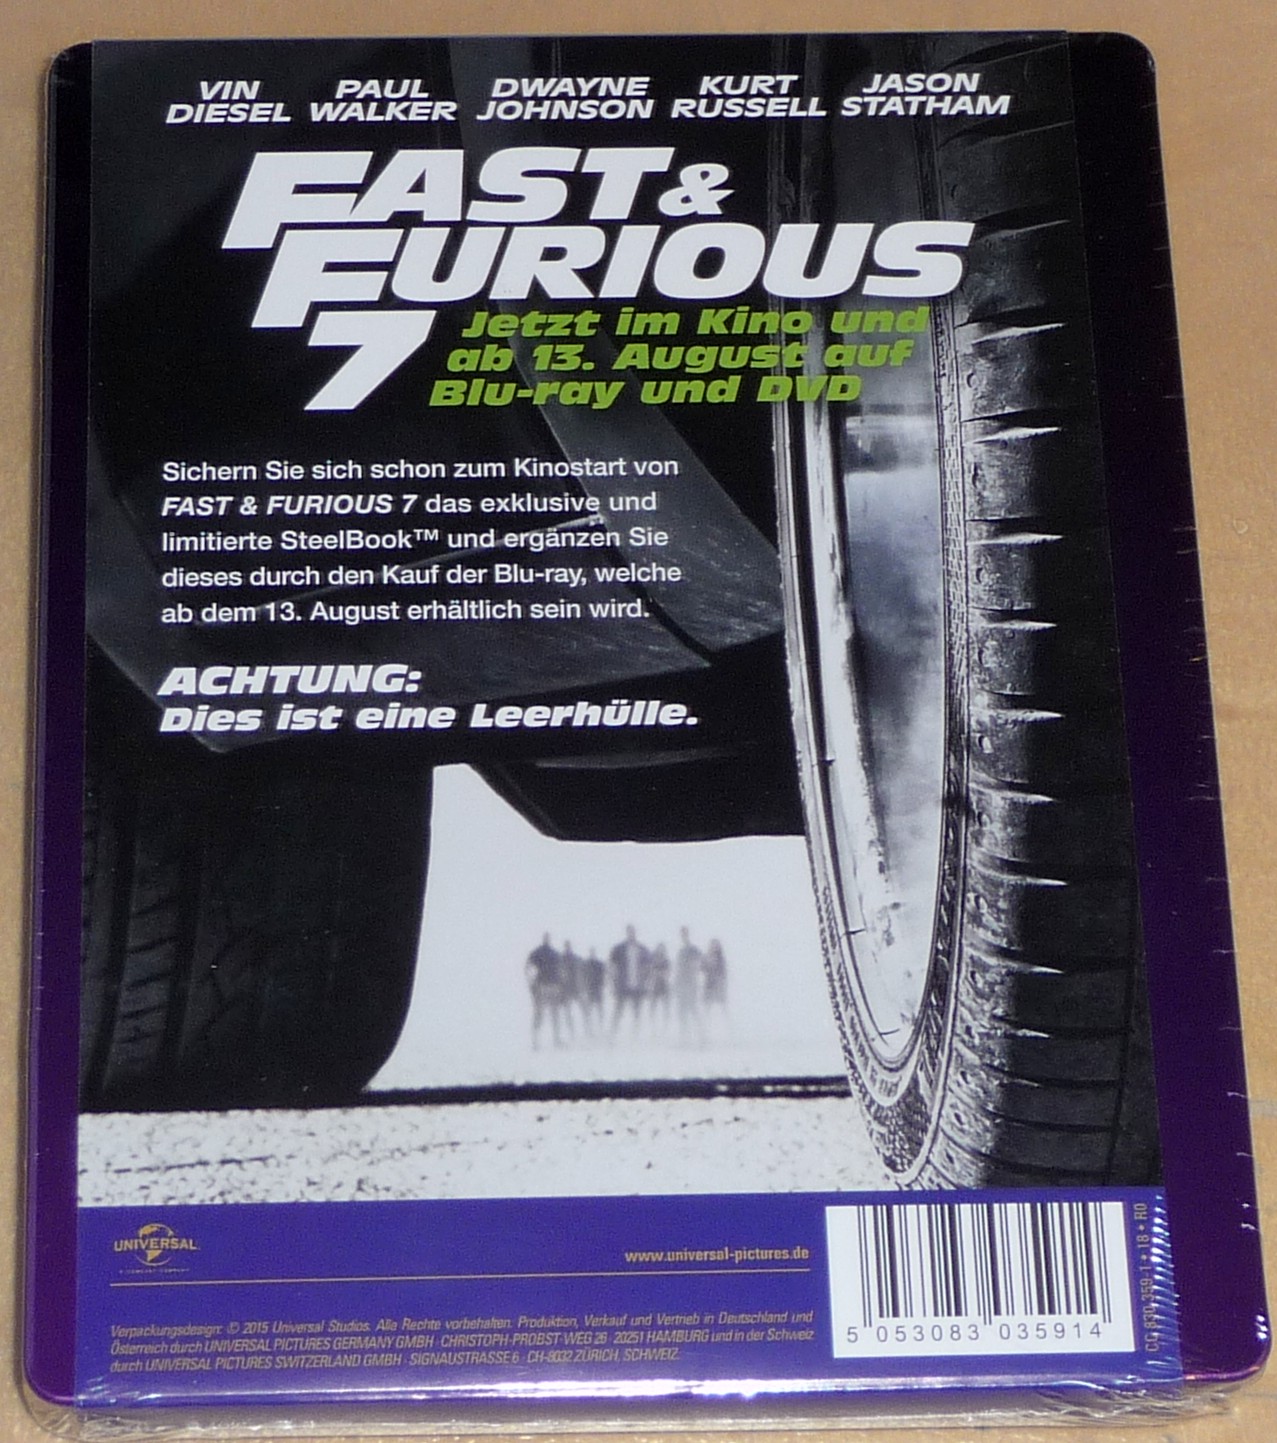 VIN PAUL DWAYNE KURT JASON
DIESEL WALKER JOHNSON RUSSELL STATHAM
FAST &
FURIOUS
7
Jetzt im Kino und
ab 13. August auf
Blu-ray und DVD
Sichern Sie sich schon zum Kinostart von
FAST & FURIOUS 7 das exklusive und
limitierte SteelBook™ und ergänzen Sie
dieses durch den Kauf der Blu-ray, welche
ab dem 13. August erhältlich sein wird.
ACHTUNG:
Dies ist eine Leerhülle.
UNIVERSAL
www.universal-pictures.de
Verpackungsdesign: © 2015 Universal Studios. Alle Rechte vorbehalten. Produktion, Verkauf und Vertrieb in Deutschland und
Österreich durch UNIVERSAL PICTURES GERMANY GMBH · CHRISTOPH-PROBST-WEG 26 · 20251 HAMBURG und in der Schweiz
durch UNIVERSAL PICTURES SWITZERLAND GMBH · SIGNAUSTRASSE 6 · CH-8032 ZÜRICH, SCHWEIZ.
5 053083 035914
830 359-1 • 18 • R0